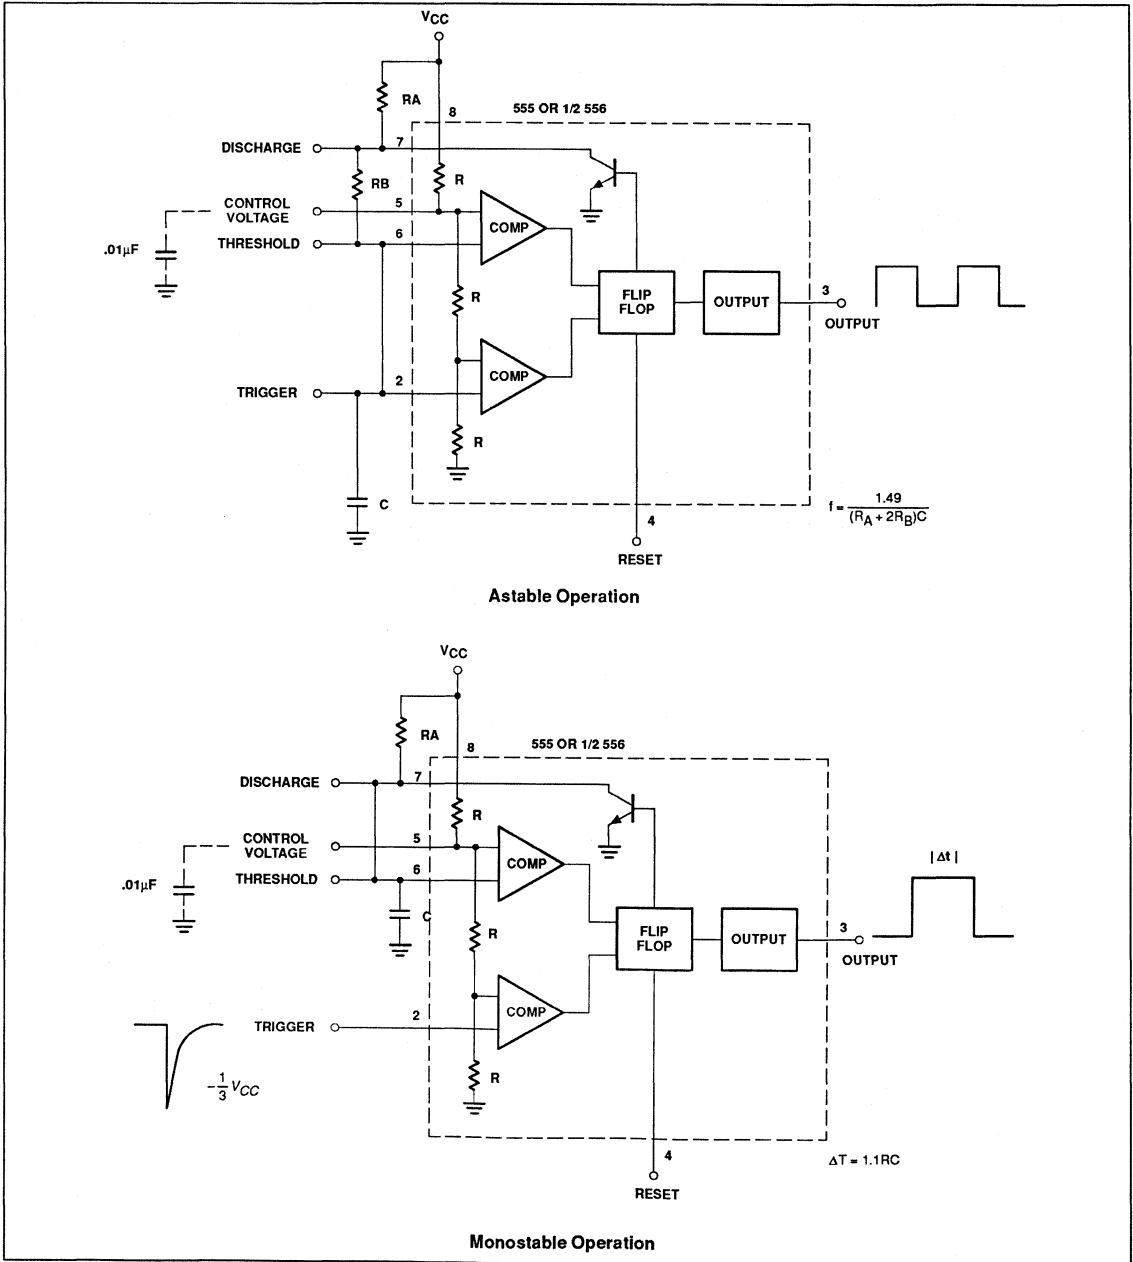 VCC
RA
8
555 OR 1/2 556
DISCHARGE
7
RB
R
CONTROL
VOLTAGE
5
.01μF
THRESHOLD
6
COMP
R
FLIP
FLOP
OUTPUT
3
OUTPUT
COMP
TRIGGER
2
R
C
4
RESET
f = 1.49
(RA + 2RB)C
Astable Operation
VCC
RA
8
555 OR 1/2 556
DISCHARGE
7
R
CONTROL
VOLTAGE
5
.01μF
THRESHOLD
6
COMP
C
R
FLIP
FLOP
OUTPUT
3
OUTPUT
| Δt |
COMP
TRIGGER
2
-1/3 VCC
R
4
RESET
ΔT = 1.1RC
Monostable Operation